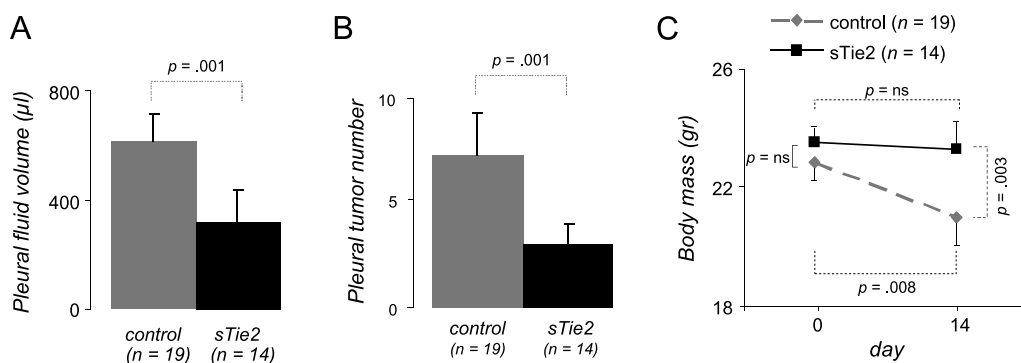 A
p = .001
Pleural fluid volume (µl)
800
400
0
control
(n = 19)
sTie2
(n = 14)
B
p = .001
Pleural tumor number
10
5
0
control
(n = 19)
sTie2
(n = 14)
C
control (n = 19)
sTie2 (n = 14)
Body mass (gr)
26
22
18
p = ns
p = ns
p = .003
p = .008
0
14
day